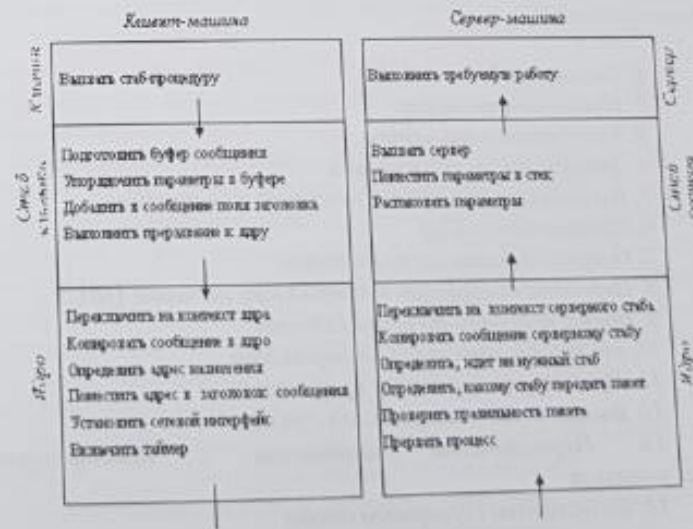 Клиент-машина
Клиент
Вызвать стаб-процедуру
Стаб клиента
Подготовить буфер сообщения
Упорядочить параметры в буфере
Добавить в сообщение поля заголовка
Выполнить прерывание к ядру
Ядро
Переключить на контекст ядра
Копировать сообщение в ядро
Определить адрес назначения
Поместить адрес в заголовок сообщения
Установить сетевой интерфейс
Включить таймер
Сервер-машина
Выполнить требуемую работу
Сервер
Вызвать сервер
Поместить параметры в стек
Распаковать параметры
Стаб
Переключить на контекст серверного стаба
Копировать сообщение серверному стабу
Определить, ждет ли нужный стаб
Определить, какому стабу передать пакет
Проверить правильность пакета
Прервать процесс
Ядро